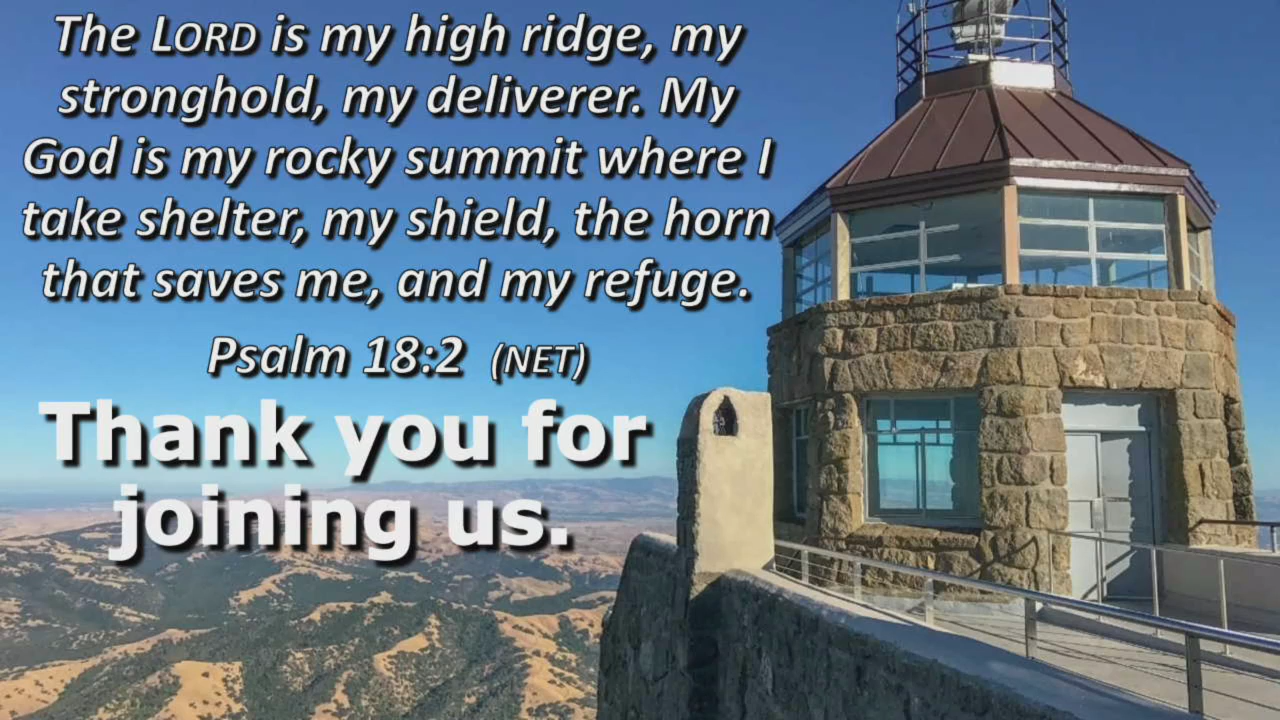 The LORD is my high ridge, my
stronghold, my deliverer. My
God is my rocky summit where I
take shelter, my shield, the horn
that saves me, and my refuge.
Psalm 18:2 (NET)
Thank you for
joining us.